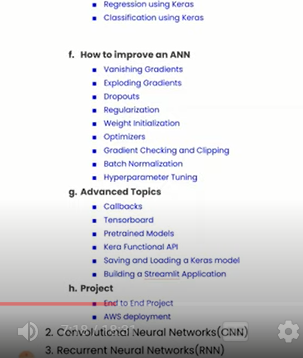 Regression using Keras
Classification using Keras
f. How to improve an ANN
Vanishing Gradients
Exploding Gradients
Dropouts
Regularization
Weight Initialization
Optimizers
Gradient Checking and Clipping
Batch Normalization
Hyperparameter Tuning
g. Advanced Topics
Callbacks
Tensorboard
Pretrained Models
Kera Functional API
Saving and Loading a Keras model
Building a Streamlit Application
h. Project
End to End Project
AWS deployment
2. Convolutional Neural Networks(CNN)
3. Recurrent Neural Networks(RNN)